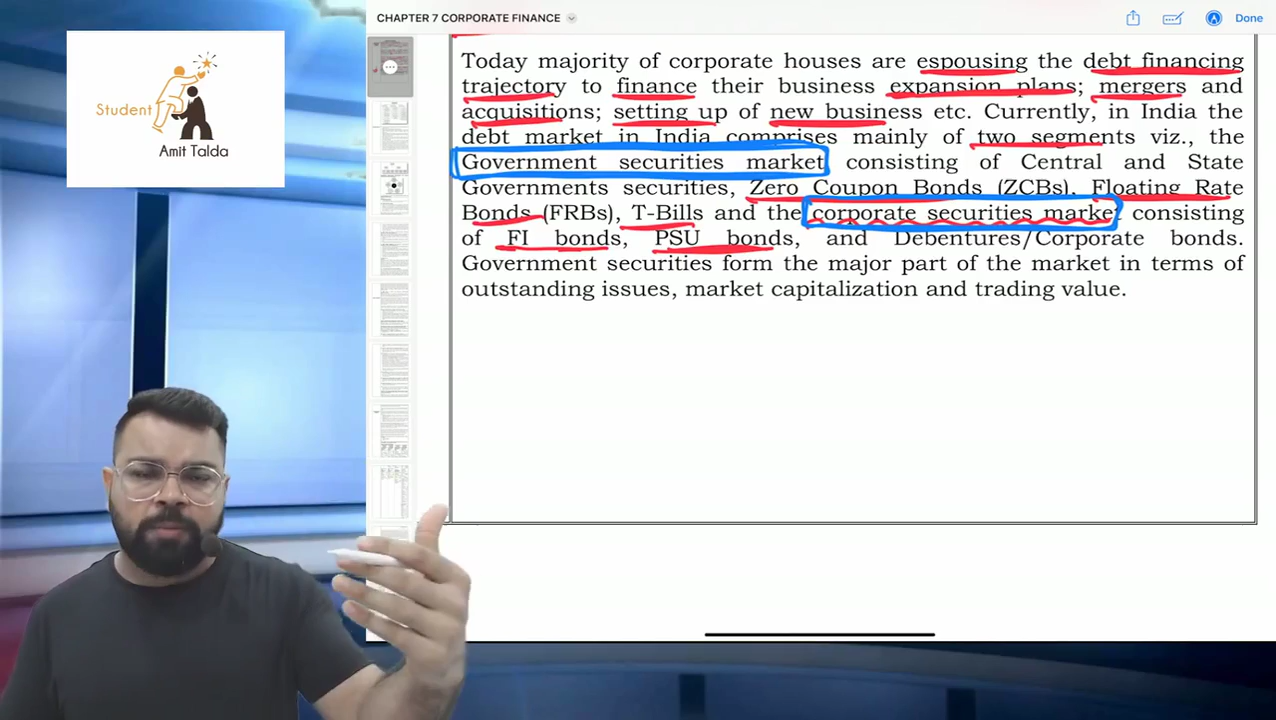 CHAPTER 7 CORPORATE FINANCE
Done
Student
Amit Talda
Today majority of corporate houses are espousing the debt financing
trajectory to finance their business expansion plans; mergers and
acquisitions; setting up of new business etc. Currently, in India the
debt market in india comprise mainly of two segments viz., the
Government securities market consisting of Central and State
Governments securities Zero Coupon Bonds (ZCBs), Floating Rate
Bonds (FRBs), T-Bills and the corporate securities market consisting
of FI bonds, PSU bonds, and Debentures/Corporate bonds.
Government securities form the major part of the market in terms of
outstanding issues, market capitalization and trading value.